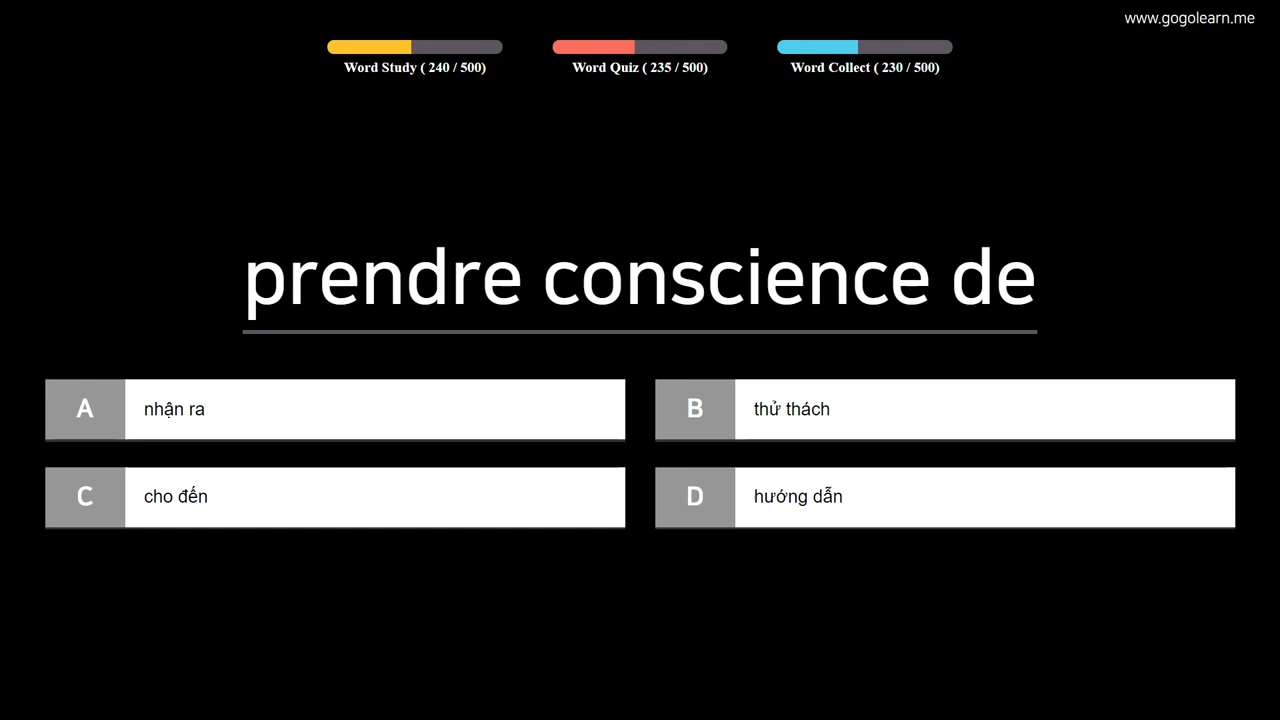 www.gogolearn.me
Word Study ( 240 / 500)
Word Quiz ( 235 / 500)
Word Collect ( 230 / 500)
prendre conscience de
A nhận ra
B thử thách
C cho đến
D hướng dẫn